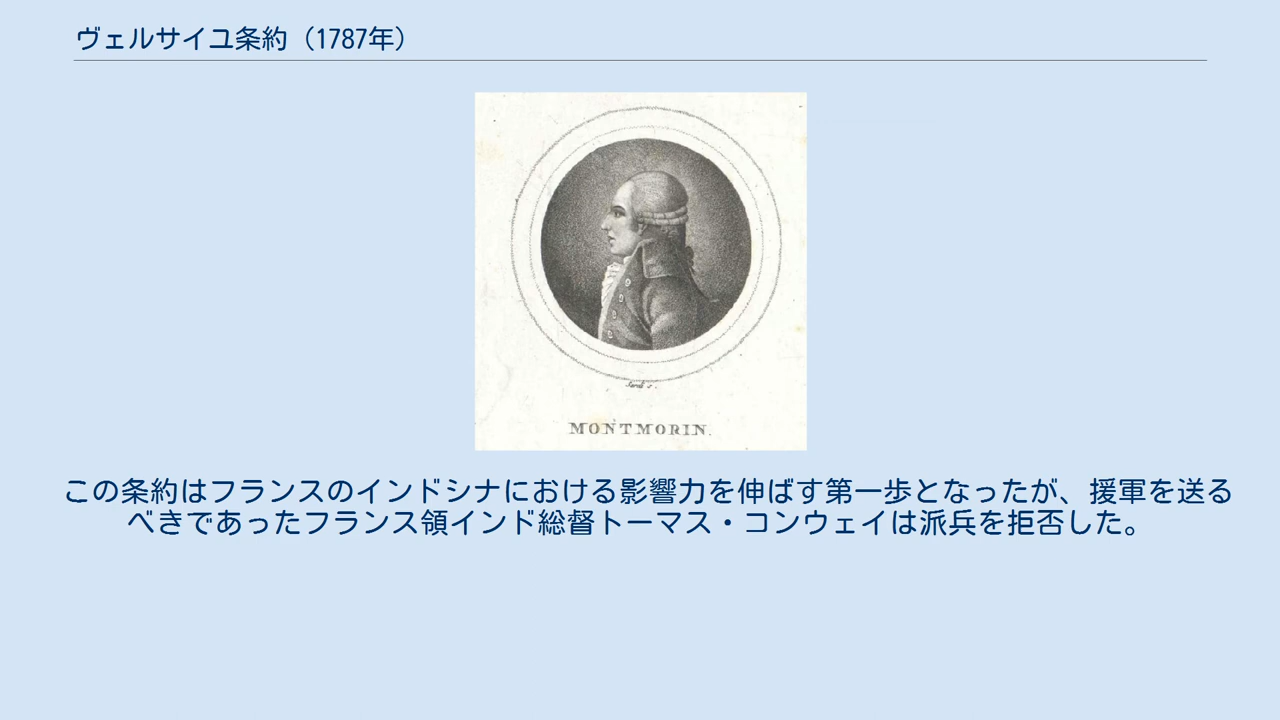 ヴェルサイユ条約（1787年）
MONTMORIN.
この条約はフランスのインドシナにおける影響力を伸ばす第一歩となったが、援軍を送る
べきであったフランス領インド総督トーマス・コンウェイは派兵を拒否した。